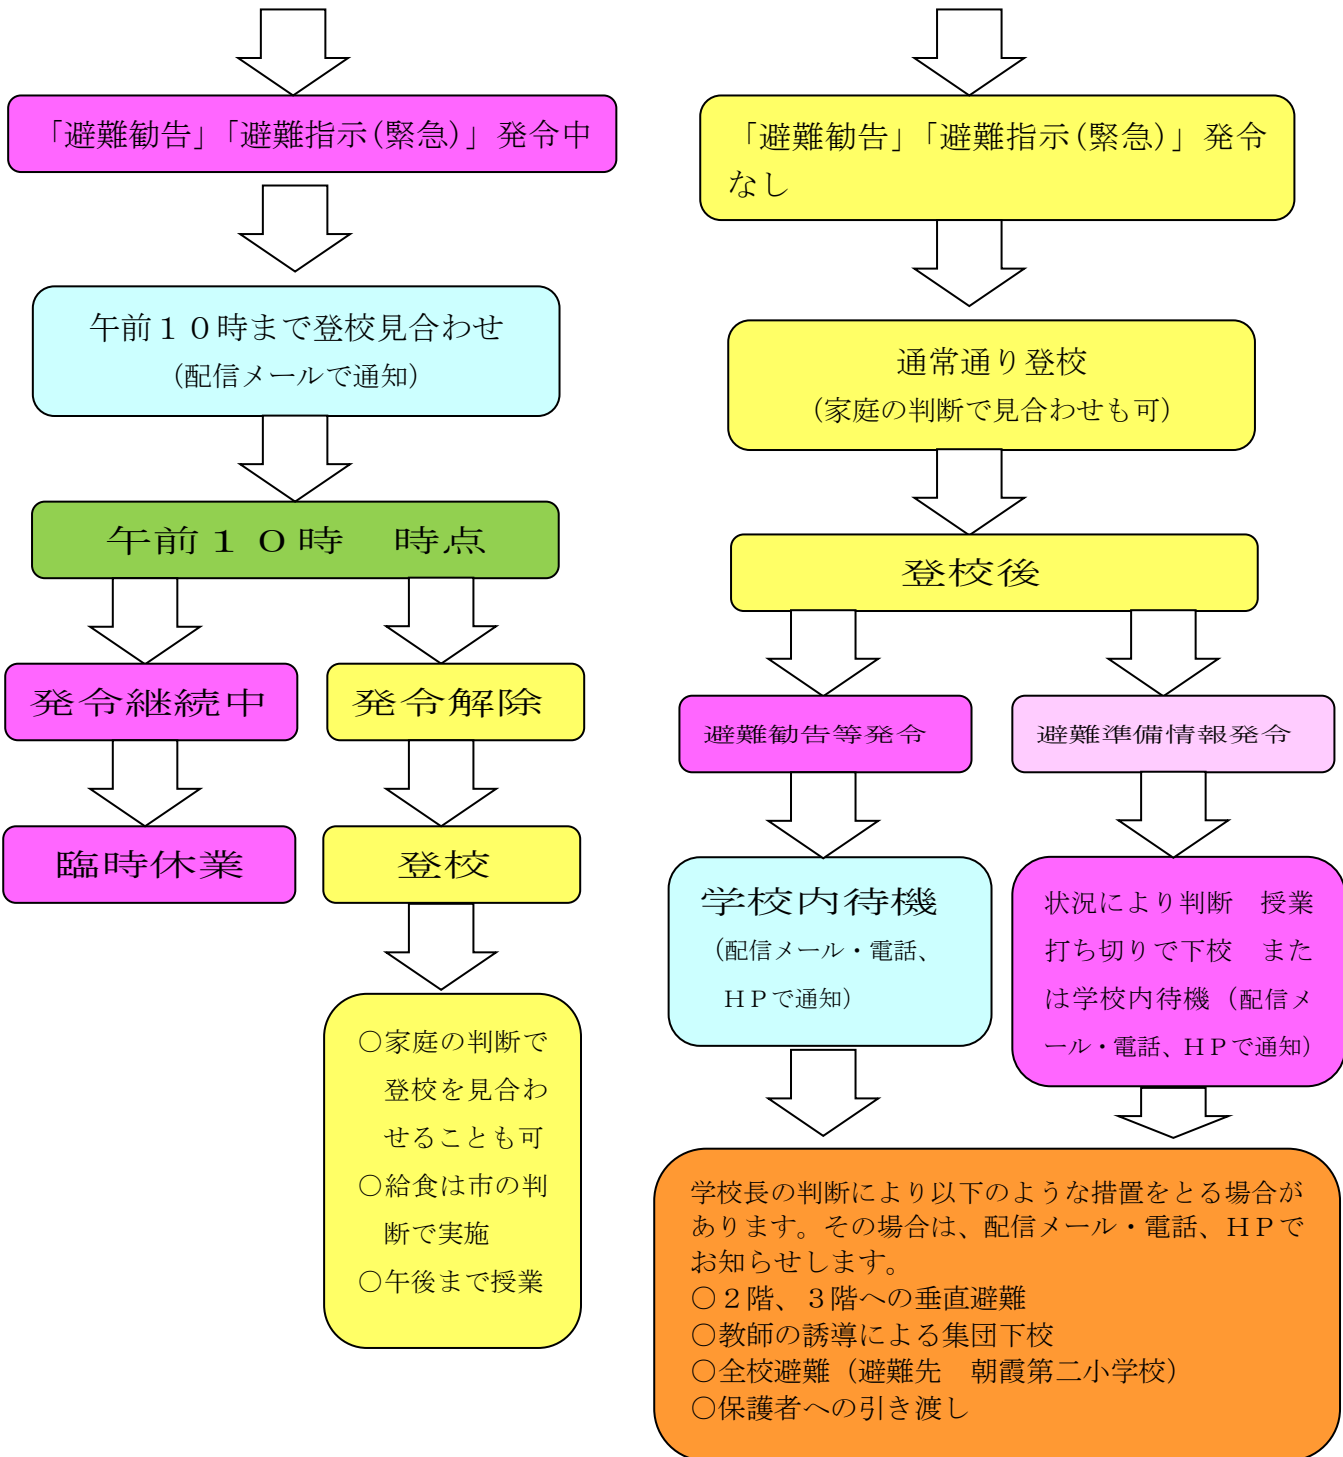 「避難勧告」「避難指示(緊急)」発令中
午前１０時まで登校見合わせ
（配信メールで通知）
午前１０時　時点
発令継続中
発令解除
臨時休業
登校
○家庭の判断で
登校を見合わ
せることも可
○給食は市の判
断で実施
○午後まで授業
「避難勧告」「避難指示(緊急)」発令
なし
通常通り登校
（家庭の判断で見合わせも可）
登校後
避難勧告等発令
避難準備情報発令
学校内待機
（配信メール・電話、
ＨＰで通知）
状況により判断　授業
打ち切りで下校　また
は学校内待機（配信メ
ール・電話、ＨＰで通知）
学校長の判断により以下のような措置をとる場合が
あります。その場合は、配信メール・電話、ＨＰで
お知らせします。
○２階、３階への垂直避難
○教師の誘導による集団下校
○全校避難（避難先　朝霞第二小学校）
○保護者への引き渡し